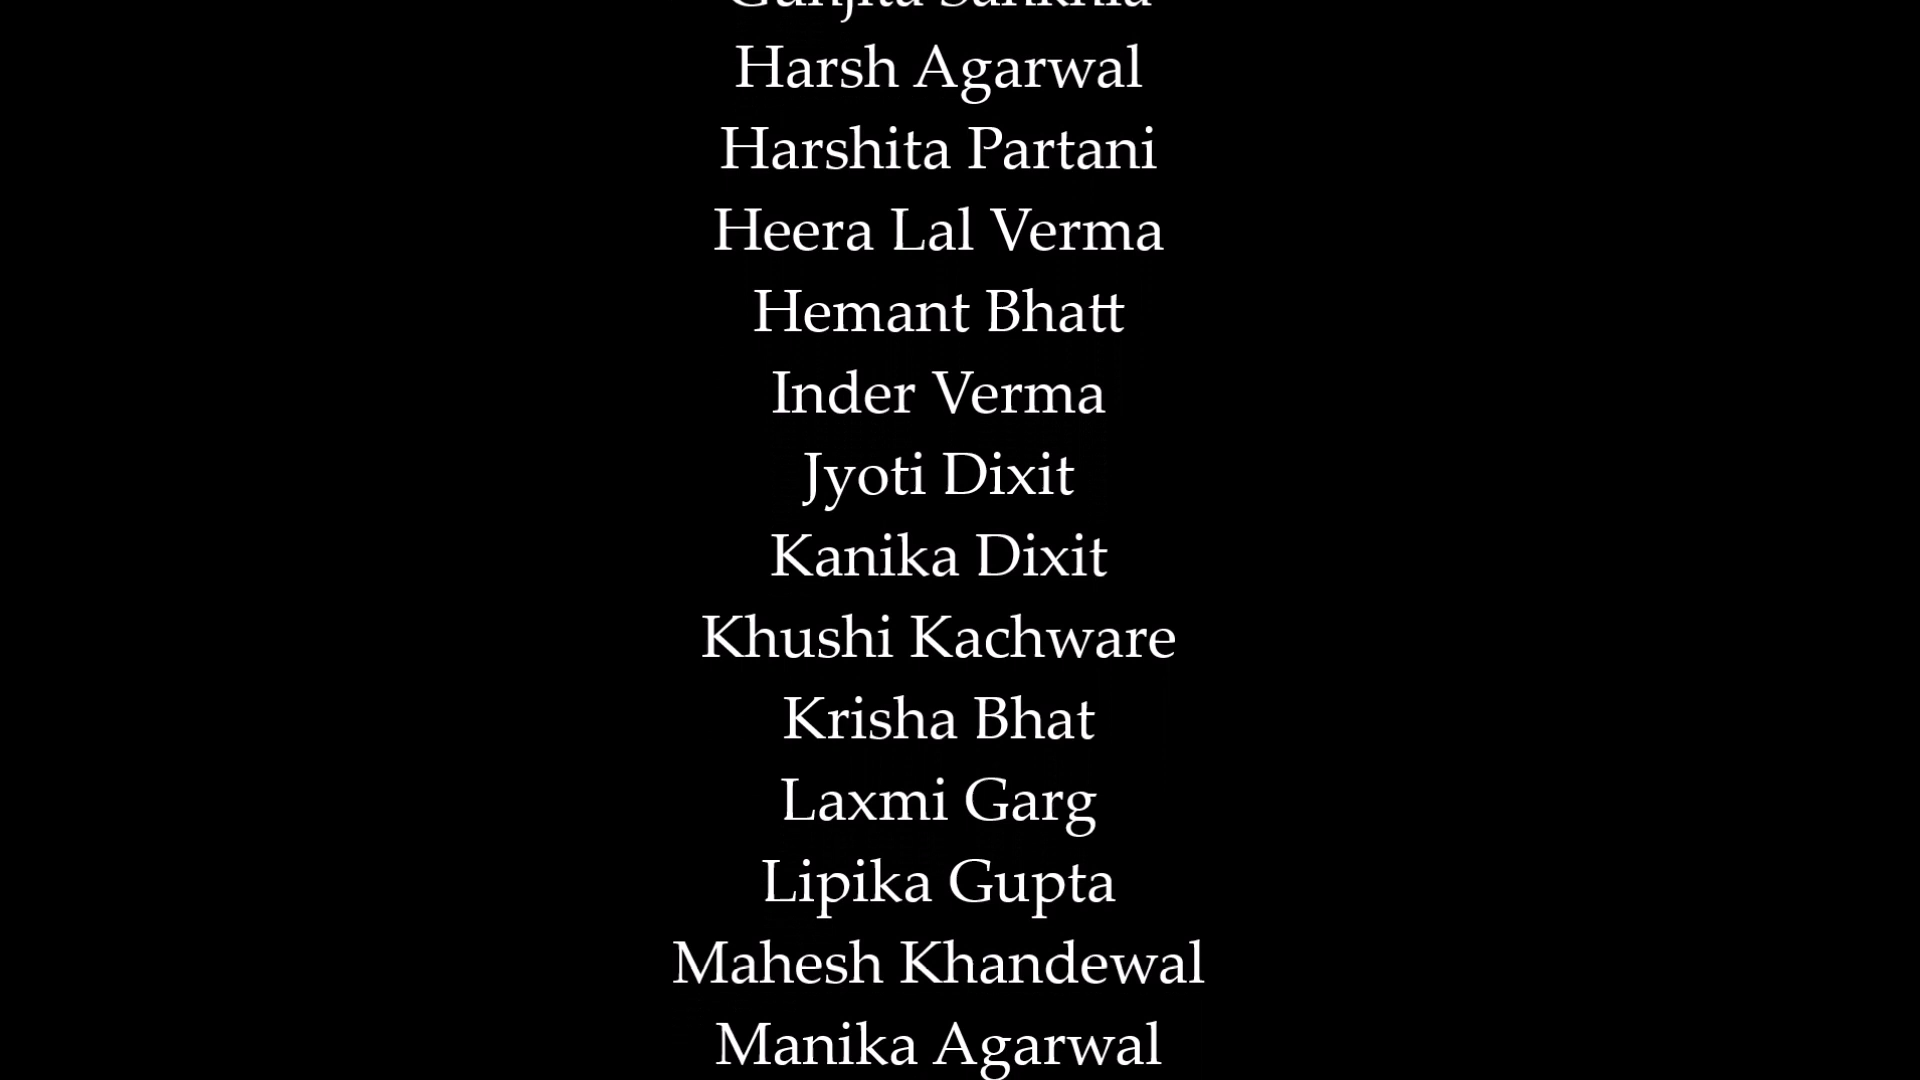 Harsh Agarwal
Harshita Partani
Heera Lal Verma
Hemant Bhatt
Inder Verma
Jyoti Dixit
Kanika Dixit
Khushi Kachware
Krisha Bhat
Laxmi Garg
Lipika Gupta
Mahesh Khandewal
Manika Agarwal